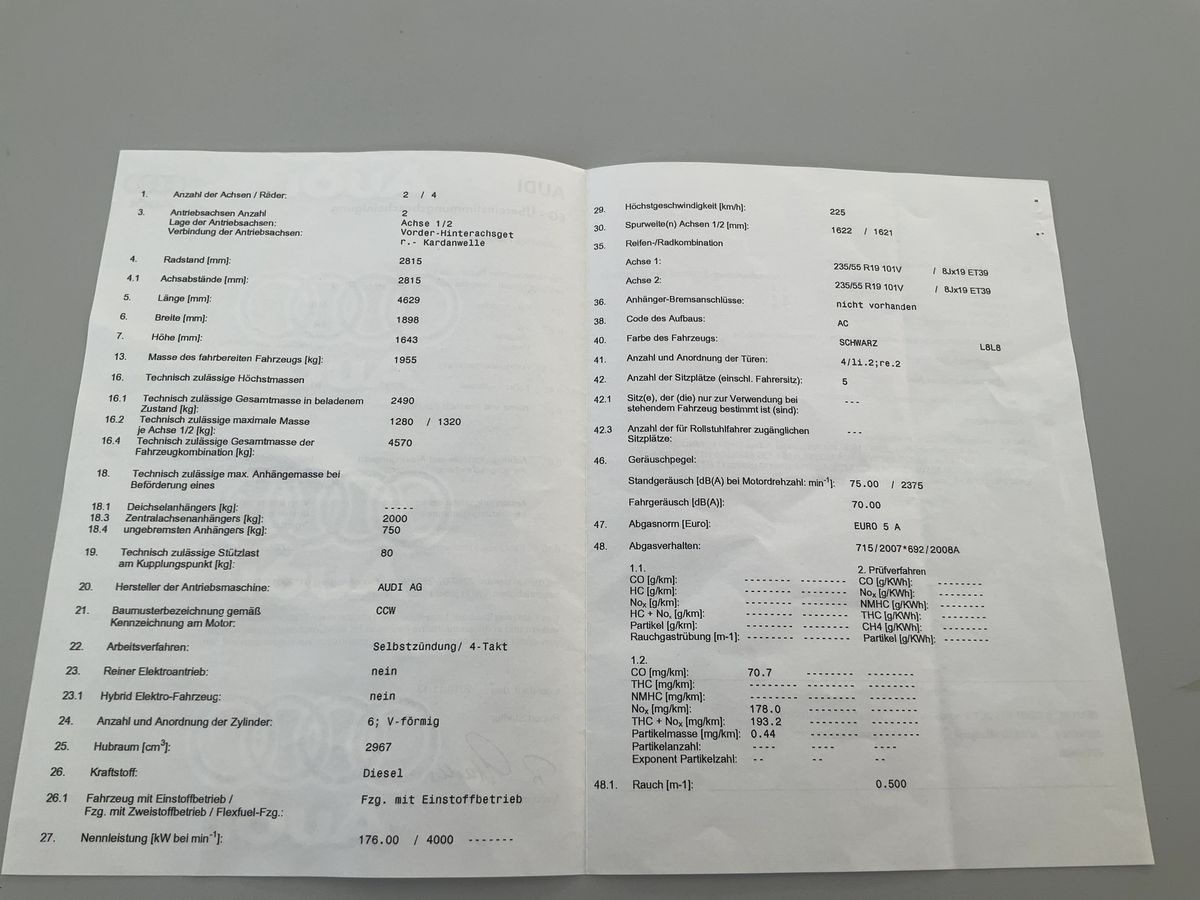 1. Anzahl der Achsen / Räder: 2 / 4
3. Antriebsachsen Anzahl 2
Lage der Antriebsachsen: Achse 1/2
Verbindung der Antriebsachsen: Vorder-Hinterachsget
r.- Kardanwelle
4. Radstand [mm]: 2815
4.1 Achsabstände [mm]: 2815
5. Länge [mm]: 4629
6. Breite [mm]: 1898
7. Höhe [mm]: 1643
13. Masse des fahrbereiten Fahrzeugs [kg]: 1955
16. Technisch zulässige Höchstmassen
16.1 Technisch zulässige Gesamtmasse in beladenem 2490
Zustand [kg]:
16.2 Technisch zulässige maximale Masse 1280 / 1320
je Achse 1/2 [kg]:
16.4 Technisch zulässige Gesamtmasse der 4570
Fahrzeugkombination [kg]:
18. Technisch zulässige max. Anhängemasse bei
Beförderung eines
18.1 Deichselanhängers [kg]: -----
18.3 Zentralachsenanhängers [kg]: 2000
18.4 ungebremsten Anhängers [kg]: 750
19. Technisch zulässige Stützlast 80
am Kupplungspunkt [kg]:
20. Hersteller der Antriebsmaschine: AUDI AG
21. Baumusterbezeichnung gemäß CCW
Kennzeichnung am Motor:
22. Arbeitsverfahren: Selbstzündung/ 4-Takt
23. Reiner Elektroantrieb: nein
23.1 Hybrid Elektro-Fahrzeug: nein
24. Anzahl und Anordnung der Zylinder: 6; V-förmig
25. Hubraum [cm³]: 2967
26. Kraftstoff: Diesel
26.1 Fahrzeug mit Einstoffbetrieb / Fzg. mit Einstoffbetrieb
Fzg. mit Zweistoffbetrieb / Flexfuel-Fzg.:
27. Nennleistung [kW bei min⁻¹]: 176.00 / 4000 -------
29. Höchstgeschwindigkeit [km/h]: 225
30. Spurweite(n) Achsen 1/2 [mm]: 1622 / 1621
35. Reifen-/Radkombination
Achse 1: 235/55 R19 101V / 8Jx19 ET39
Achse 2: 235/55 R19 101V / 8Jx19 ET39
36. Anhänger-Bremsanschlüsse: nicht vorhanden
38. Code des Aufbaus: AC
40. Farbe des Fahrzeugs: SCHWARZ L8L8
41. Anzahl und Anordnung der Türen: 4/li.2;re.2
42. Anzahl der Sitzplätze (einschl. Fahrersitz): 5
42.1 Sitz(e), der (die) nur zur Verwendung bei ---
stehendem Fahrzeug bestimmt ist (sind):
42.3 Anzahl der für Rollstuhlfahrer zugänglichen ---
Sitzplätze:
46. Geräuschpegel:
Standgeräusch [dB(A) bei Motordrehzahl: min⁻¹]: 75.00 / 2375
Fahrgeräusch [dB(A)]: 70.00
47. Abgasnorm [Euro]: EURO 5 A
48. Abgasverhalten: 715/2007*692/2008A
1.1. 2. Prüfverfahren
CO [g/km]: -------- -------- CO [g/KWh]: --------
HC [g/km]: -------- -------- Noₓ [g/KWh]: --------
Noₓ [g/km]: -------- -------- NMHC [g/KWh]: --------
HC + Noₓ [g/km]: -------- -------- THC [g/KWh]: --------
Partikel [g/km]: -------- -------- CH4 [g/KWh]: --------
Rauchgastrübung [m-1]: -------- -------- Partikel [g/KWh]: --------
1.2.
CO [mg/km]: 70.7 -------- --------
THC [mg/km]: -------- -------- --------
NMHC [mg/km]: -------- -------- --------
Noₓ [mg/km]: 178.0 -------- --------
THC + Noₓ [mg/km]: 193.2 -------- --------
Partikelmasse [mg/km]: 0.44 -------- --------
Partikelanzahl: ---- ---- ----
Exponent Partikelzahl: -- -- --
48.1. Rauch [m-1]: 0.500